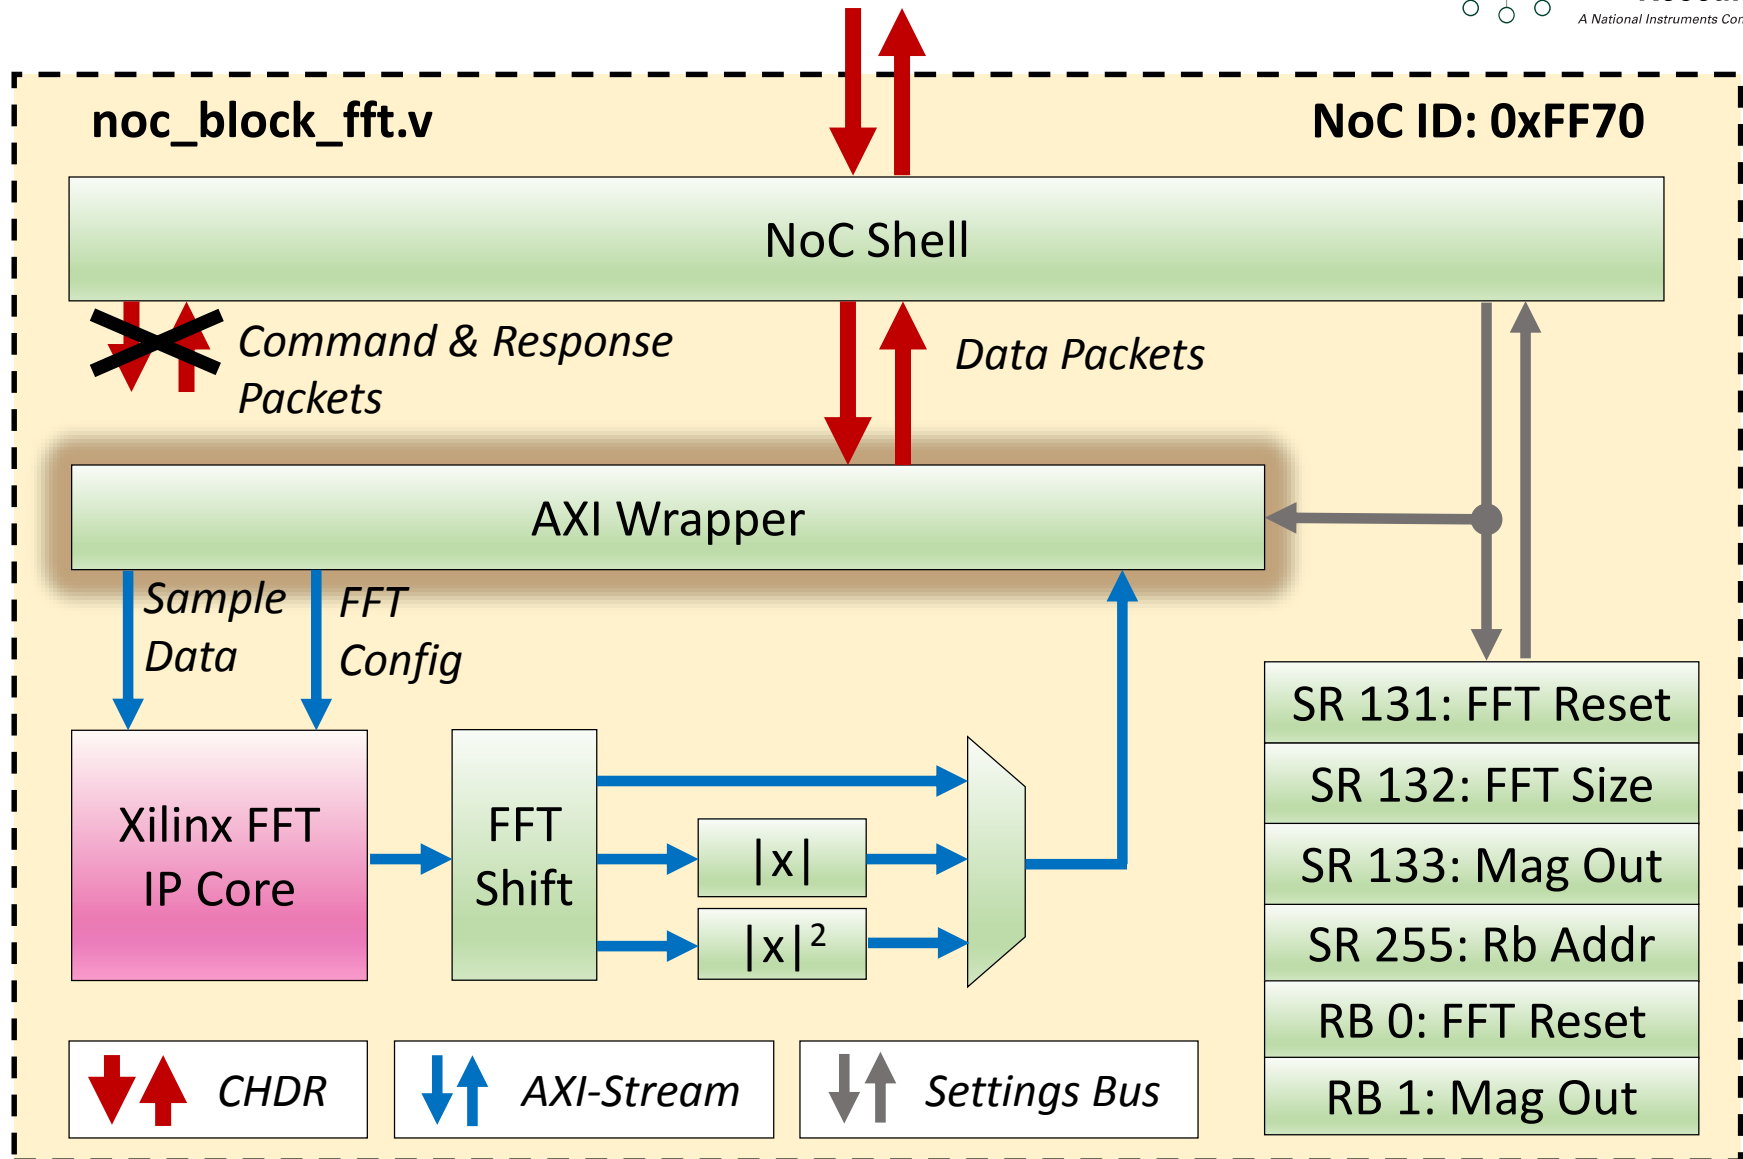 A National Instruments
noc_block_fft.v
NoC ID: 0xFF70
NoC Shell
Command & Response
Packets
Data Packets
AXI Wrapper
Sample
Data
FFT
Config
Xilinx FFT
IP Core
FFT
Shift
|x|
|x|²
SR 131: FFT Reset
SR 132: FFT Size
SR 133: Mag Out
SR 255: Rb Addr
RB 0: FFT Reset
RB 1: Mag Out
CHDR
AXI-Stream
Settings Bus